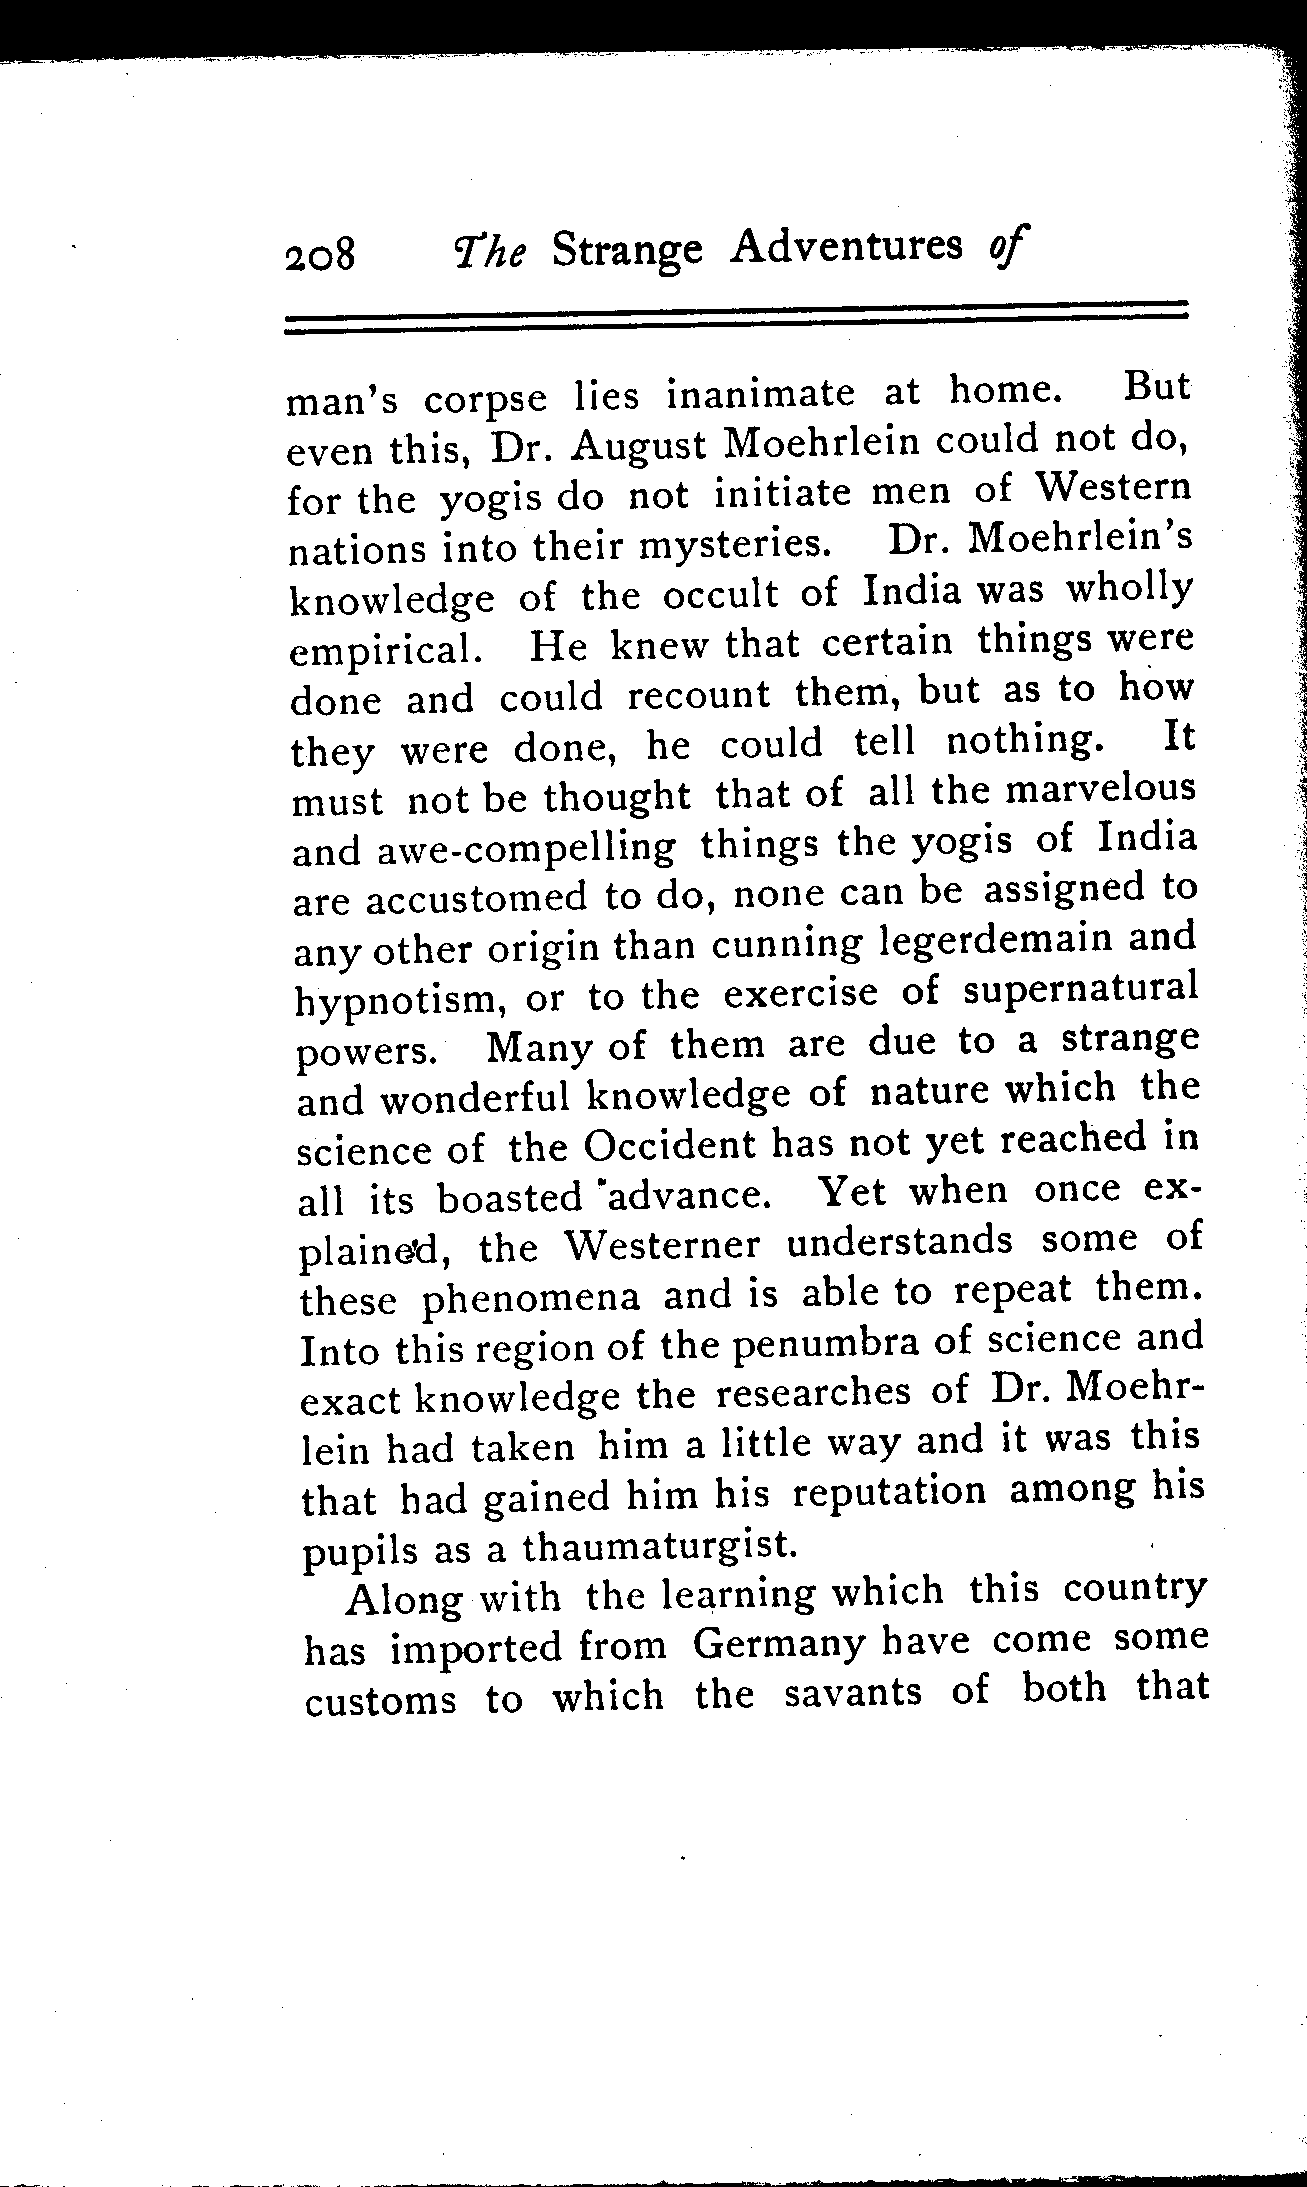 208 The Strange Adventures of
man's corpse lies inanimate at home. But
even this, Dr. August Moehrlein could not do,
for the yogis do not initiate men of Western
nations into their mysteries. Dr. Moehrlein's
knowledge of the occult of India was wholly
empirical. He knew that certain things were
done and could recount them, but as to how
they were done, he could tell nothing. It
must not be thought that of all the marvelous
and awe-compelling things the yogis of India
are accustomed to do, none can be assigned to
any other origin than cunning legerdemain and
hypnotism, or to the exercise of supernatural
powers. Many of them are due to a strange
and wonderful knowledge of nature which the
science of the Occident has not yet reached in
all its boasted advance. Yet when once ex-
plained, the Westerner understands some of
these phenomena and is able to repeat them.
Into this region of the penumbra of science and
exact knowledge the researches of Dr. Moehr-
lein had taken him a little way and it was this
that had gained him his reputation among his
pupils as a thaumaturgist.
Along with the learning which this country
has imported from Germany have come some
customs to which the savants of both that